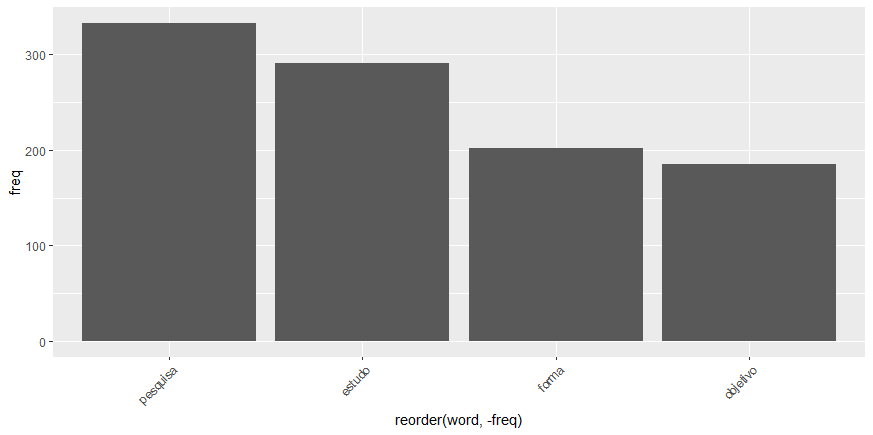 freq
300
200
100
0
pesquisa
estudo
forma
objetivo
reorder(word, -freq)